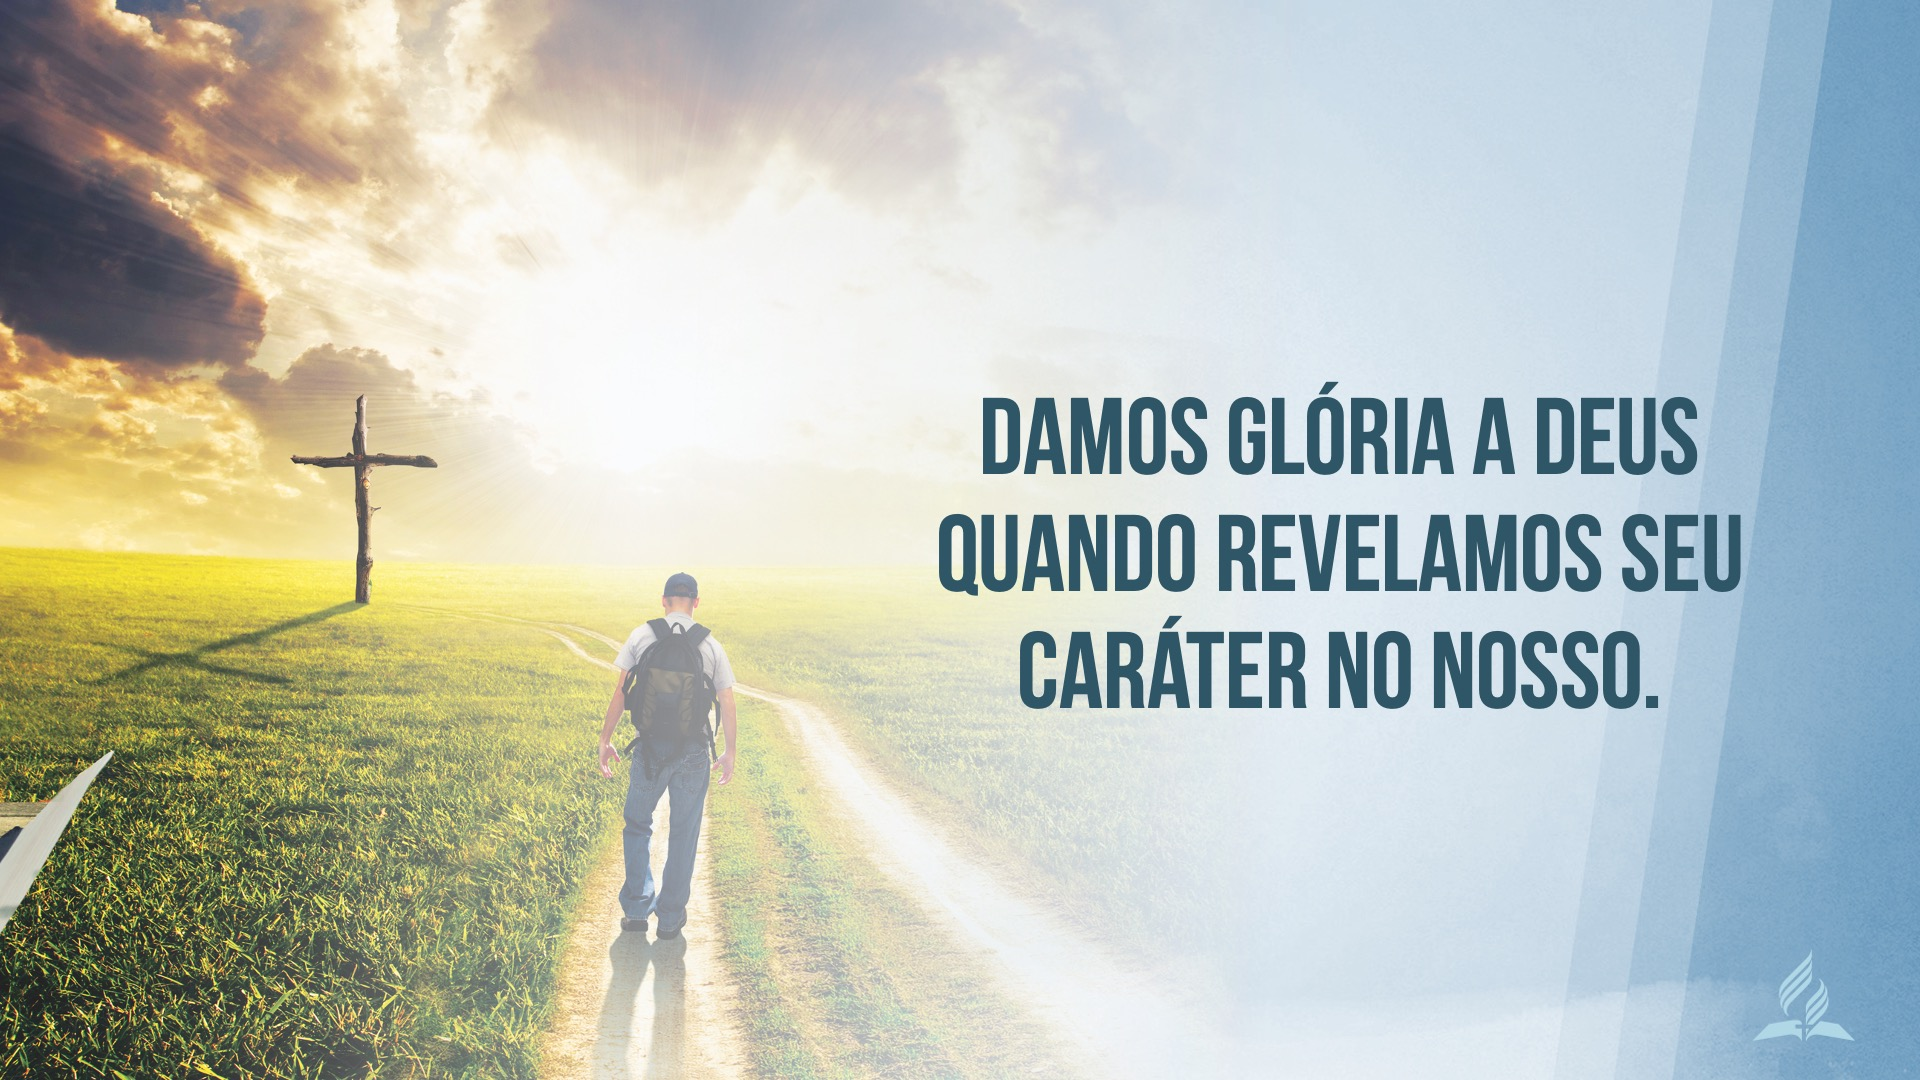 DAMOS GLÓRIA A DEUS
QUANDO REVELAMOS SEU
CARÁTER NO NOSSO.